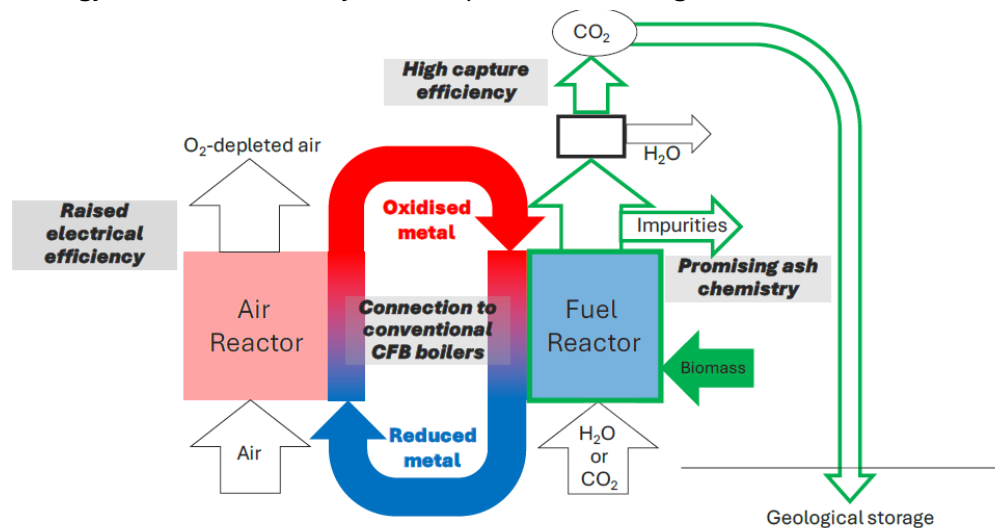 CO₂
High capture
efficiency
H₂O
O₂-depleted air
Raised
electrical
efficiency
Oxidised
metal
Impurities
Promising ash
chemistry
Air
Reactor
Connection to
conventional
CFB boilers
Fuel
Reactor
Biomass
Air
Reduced
metal
H₂O
or
CO₂
Geological storage